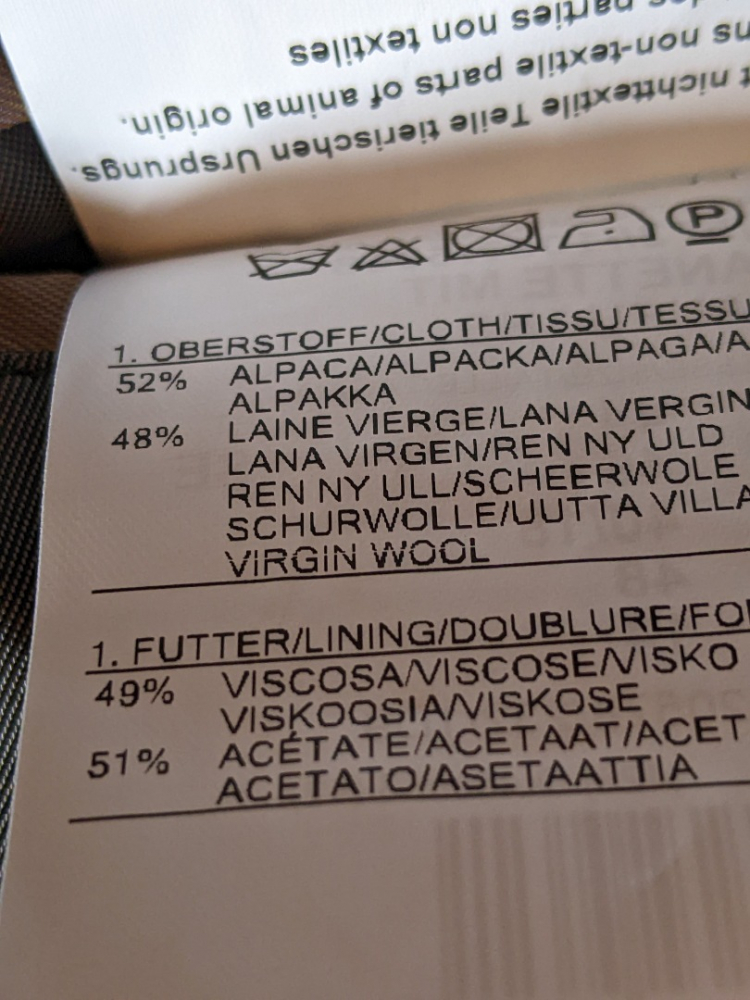 Teile tierischen Ursprungs.
non-textile parts of animal origin.
parties non textiles
P
1. OBERSTOFF/CLOTH/TISSU/TESSU
52% ALPACA/ALPACKA/ALPAGA/A
ALPAKKA
48% LAINE VIERGE/LANA VERGIN
LANA VIRGEN/REN NY ULD
REN NY ULL/SCHEERWOLE
SCHURWOLLE/UUTTA VILLA
VIRGIN WOOL
1. FUTTER/LINING/DOUBLURE/FO
49% VISCOSA/VISCOSE/VISKO
VISKOOSIA/VISKOSE
51% ACÉTATE/ACETAAT/ACET
ACETATO/ASETAATTIA